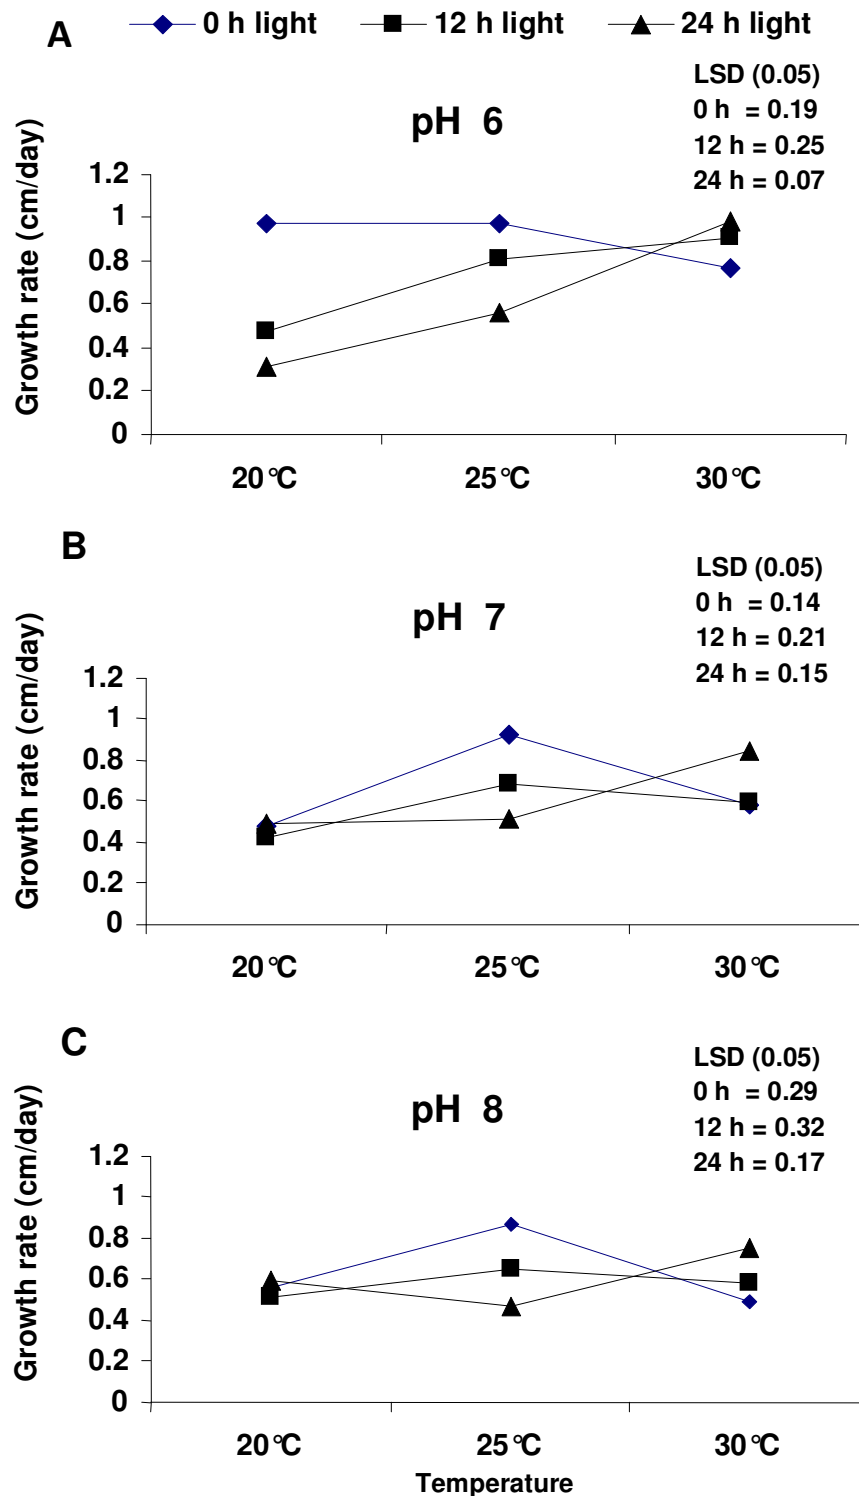 A
0 h light 12 h light 24 h light
LSD (0.05)
0 h = 0.19
12 h = 0.25
24 h = 0.07
pH 6
Growth rate (cm/day)
1.2
1
0.8
0.6
0.4
0.2
0
20°C 25°C 30°C
B
LSD (0.05)
0 h = 0.14
12 h = 0.21
24 h = 0.15
pH 7
Growth rate (cm/day)
1.2
1
0.8
0.6
0.4
0.2
0
20°C 25°C 30°C
C
LSD (0.05)
0 h = 0.29
12 h = 0.32
24 h = 0.17
pH 8
Growth rate (cm/day)
1.2
1
0.8
0.6
0.4
0.2
0
20°C 25°C 30°C
Temperature